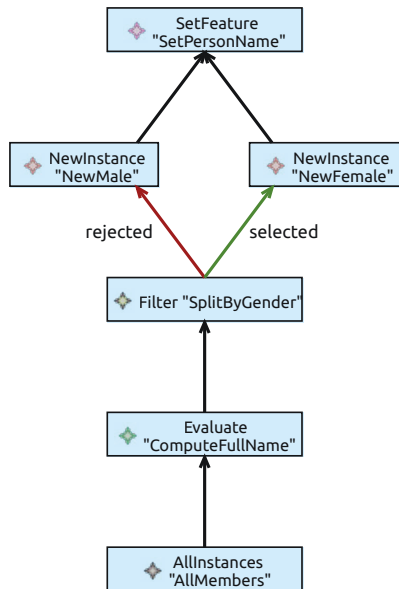 SetFeature
"SetPersonName"
NewInstance
"NewMale"
NewInstance
"NewFemale"
rejected
selected
Filter "SplitByGender"
Evaluate
"ComputeFullName"
AllInstances
"AllMembers"